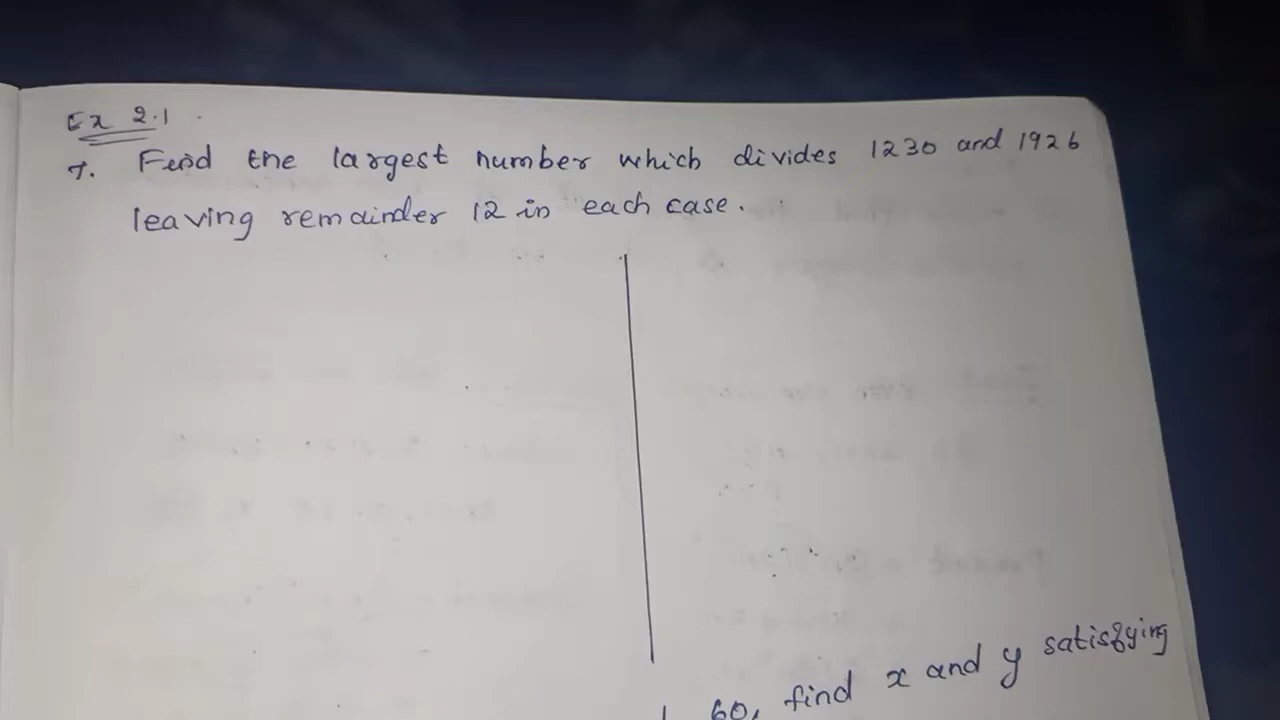 Ex 2.1
7. Find the largest number which divides 1230 and 1926
leaving remainder 12 in each case.
60, find x and y satisfying